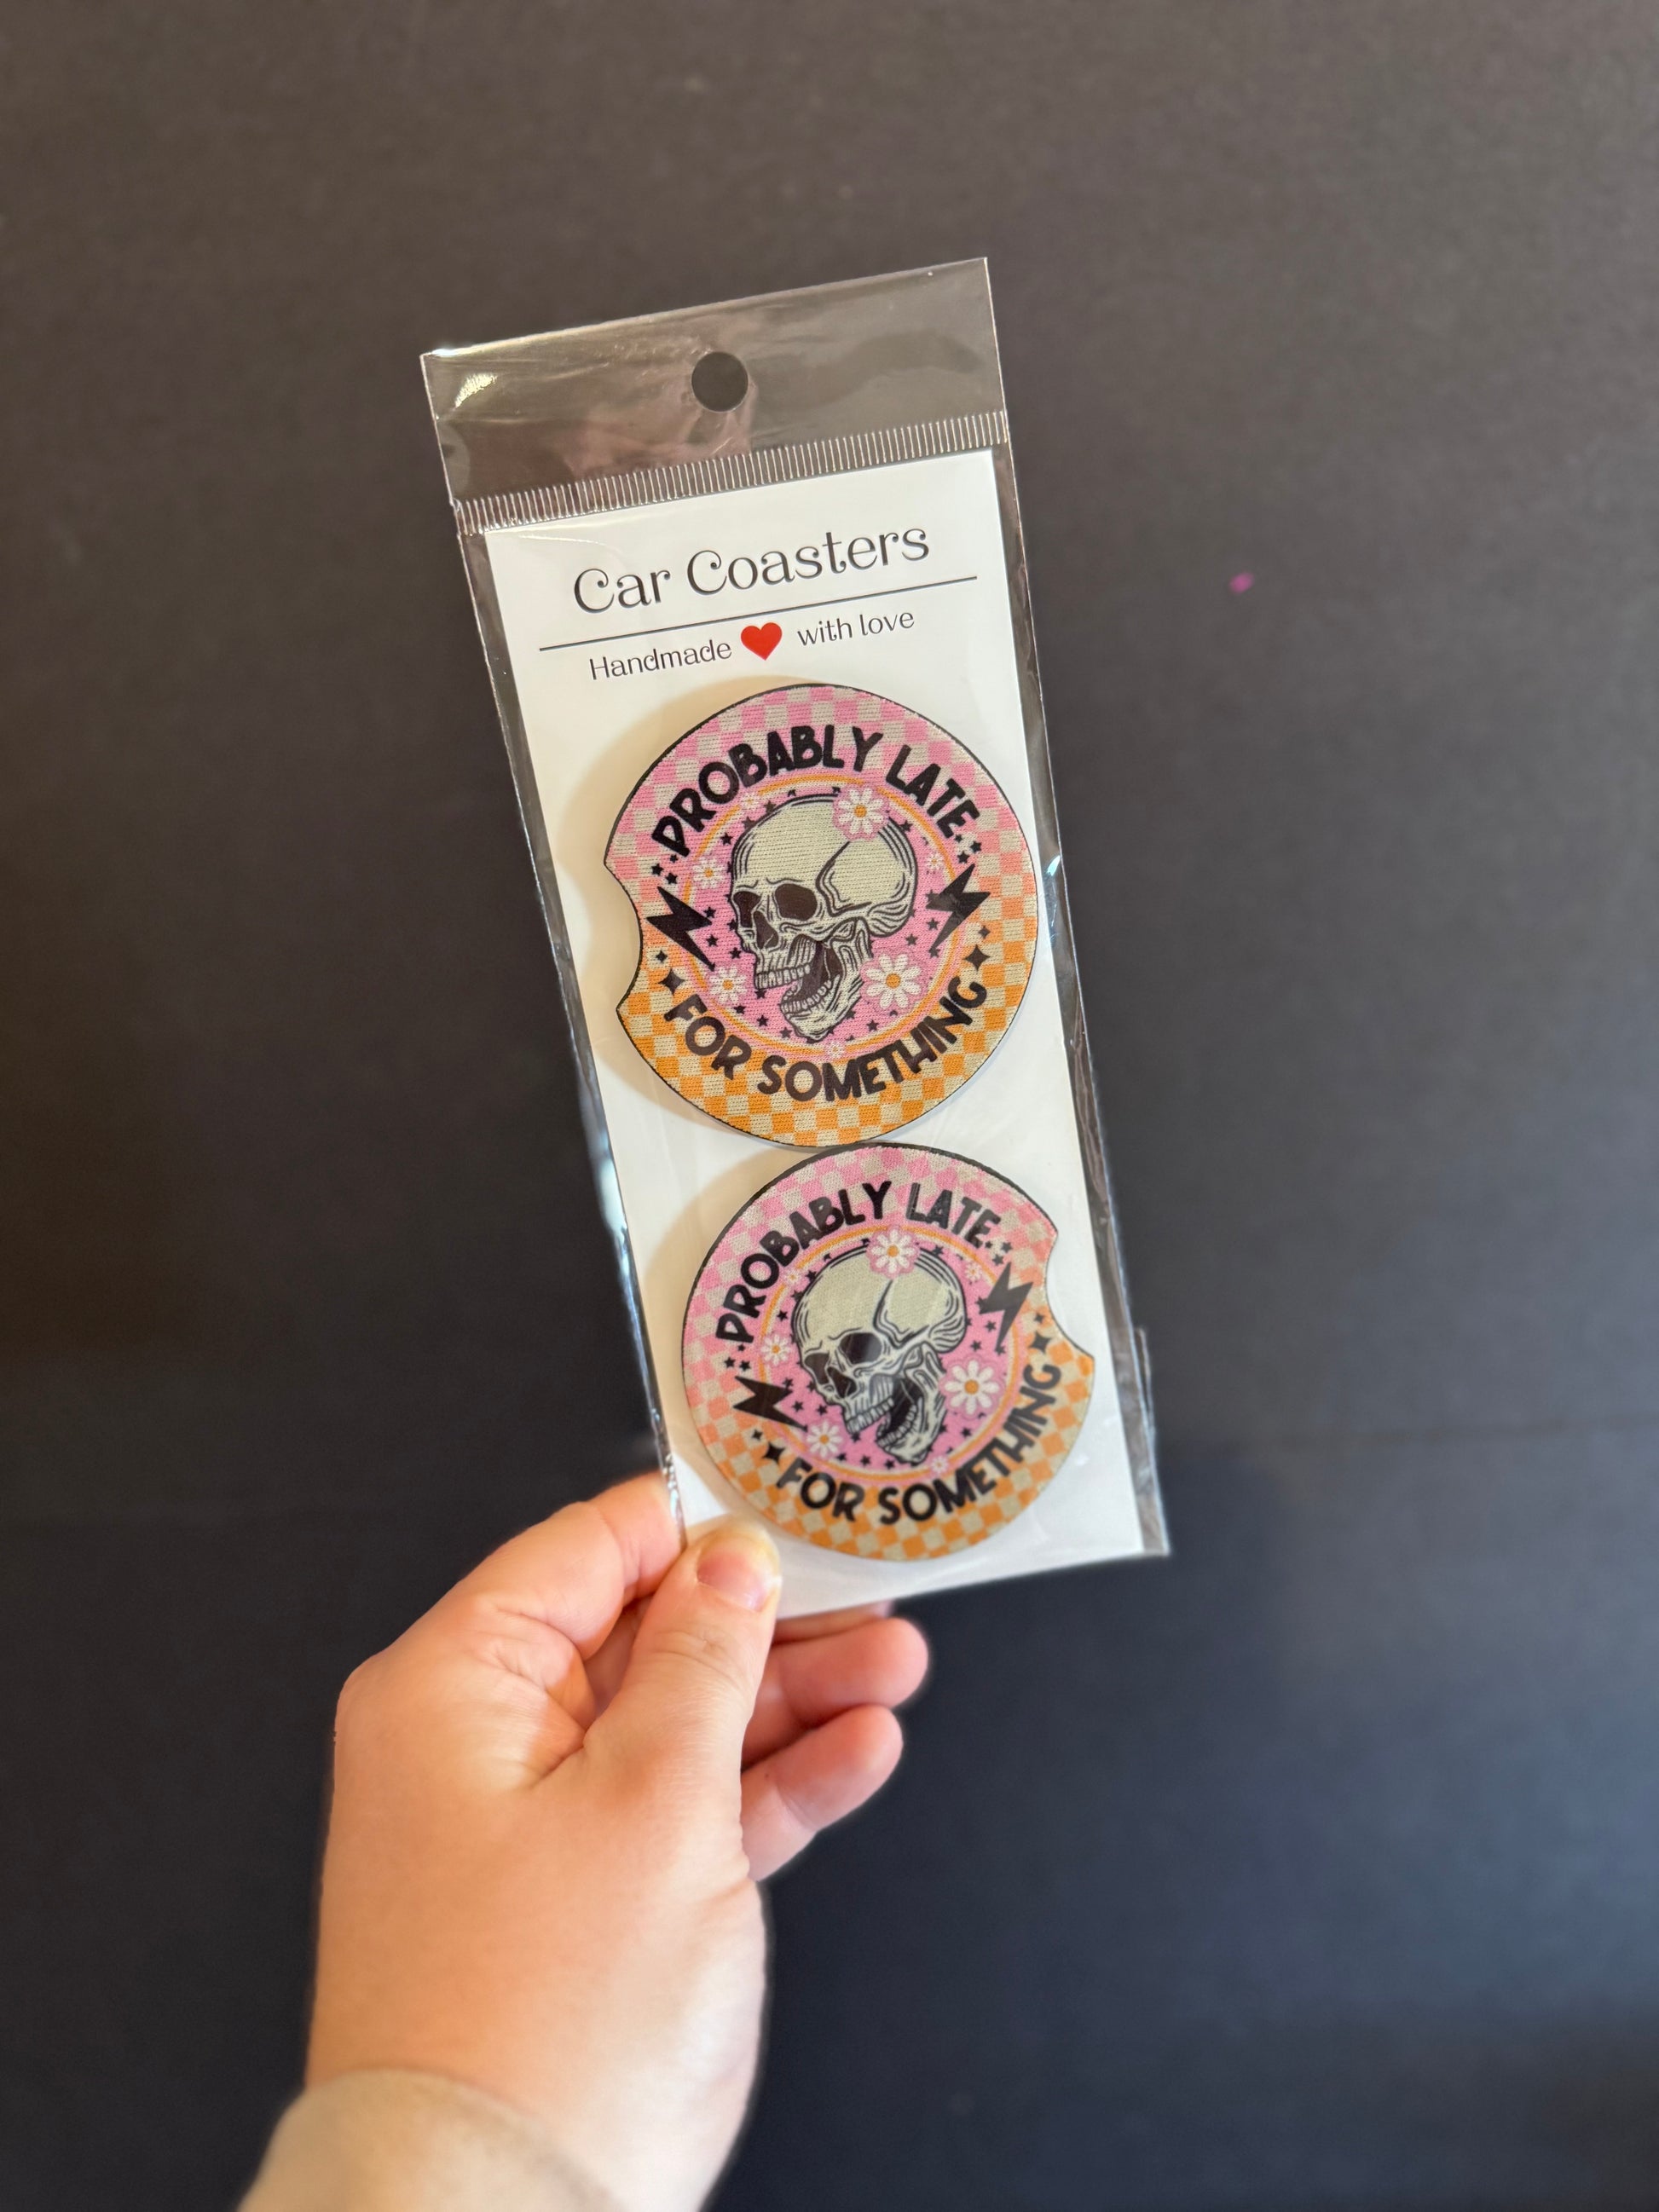 Car Coasters
Handmade ❤ with love
PROBABLY LATE
FOR SOMETHING
PROBABLY LATE
FOR SOMETHING